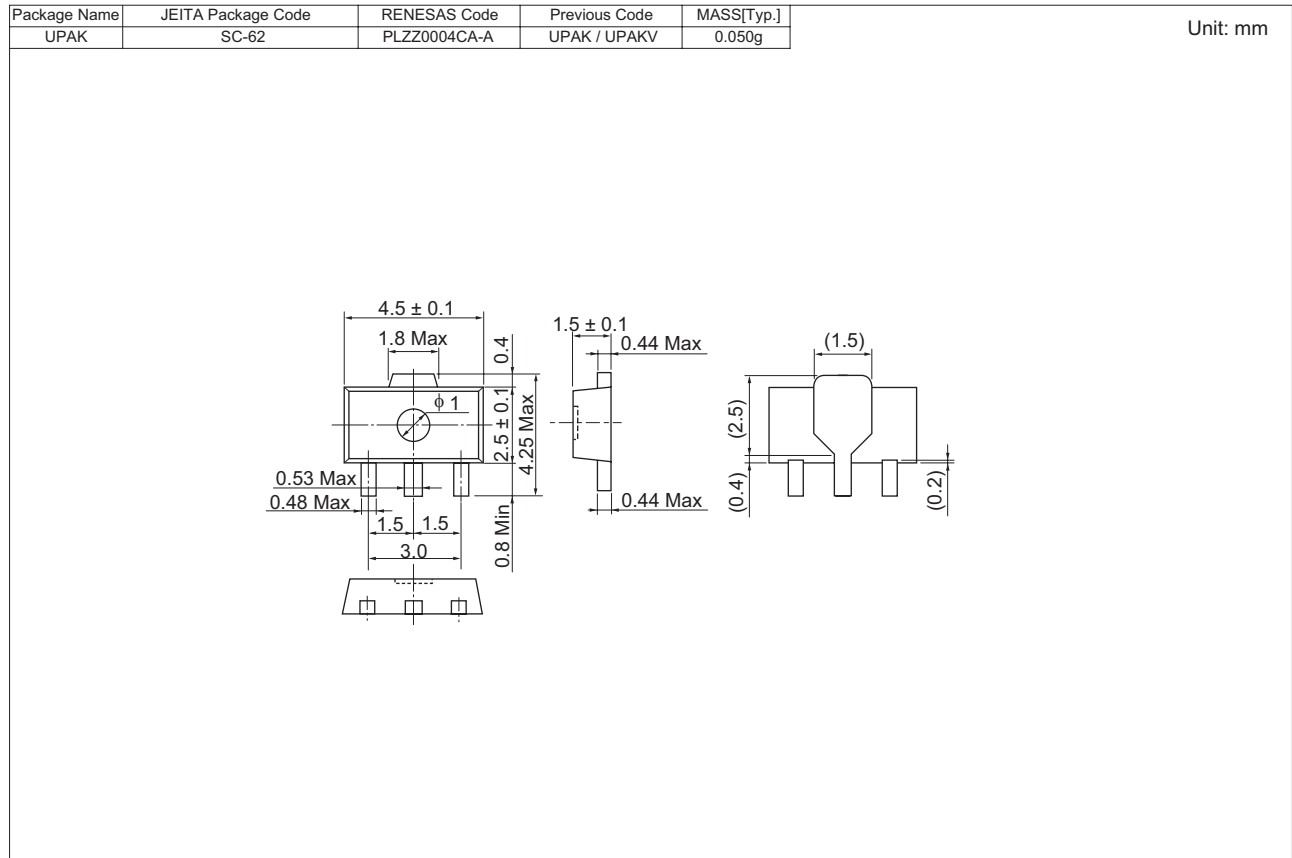 Package Name JEITA Package Code RENESAS Code Previous Code MASS[Typ.]
UPAK SC-62 PLZZ0004CA-A UPAK / UPAKV 0.050g
Unit: mm
4.5 ± 0.1
1.8 Max
0.4
ϕ 1
2.5 ± 0.1
4.25 Max
0.53 Max
0.48 Max
1.5 1.5
3.0
0.8 Min
1.5 ± 0.1
0.44 Max
0.44 Max
(1.5)
(2.5)
(0.4)
(0.2)